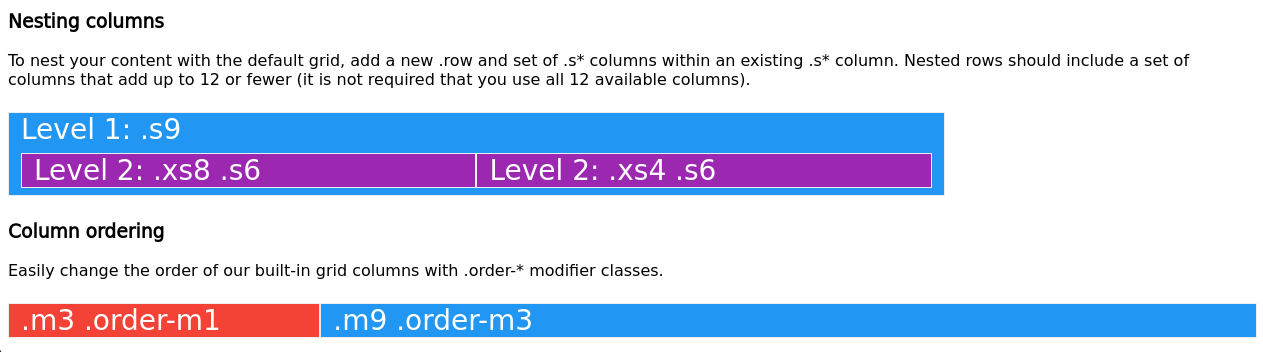 Nesting columns
To nest your content with the default grid, add a new .row and set of .s* columns within an existing .s* column. Nested rows should include a set of
columns that add up to 12 or fewer (it is not required that you use all 12 available columns).
Level 1: .s9
Level 2: .xs8 .s6 Level 2: .xs4 .s6
Column ordering
Easily change the order of our built-in grid columns with .order-* modifier classes.
.m3 .order-m1 .m9 .order-m3